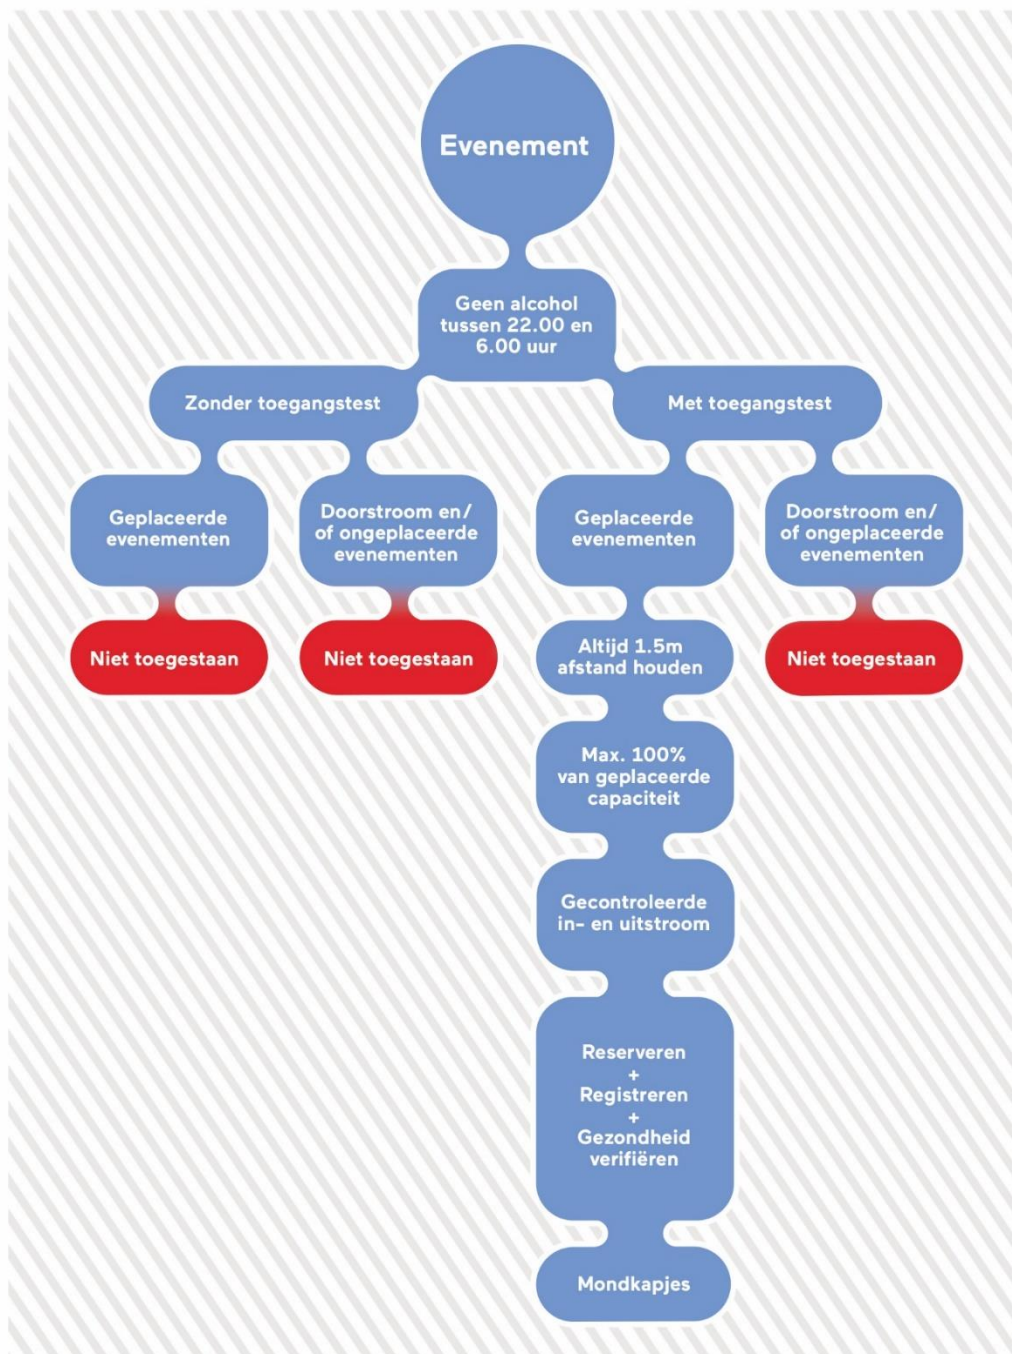 Evenement
Geen alcohol
tussen 22.00 en
6.00 uur
Zonder toegangstest
Met toegangstest
Geplaceerde
evenementen
Doorstroom en/
of ongeplaceerde
evenementen
Geplaceerde
evenementen
Doorstroom en/
of ongeplaceerde
evenementen
Niet toegestaan
Niet toegestaan
Altijd 1.5m
afstand houden
Niet toegestaan
Max. 100%
van geplaceerde
capaciteit
Gecontroleerde
in- en uitstroom
Reserveren
+
Registreren
+
Gezondheid
verifiëren
Mondkapjes